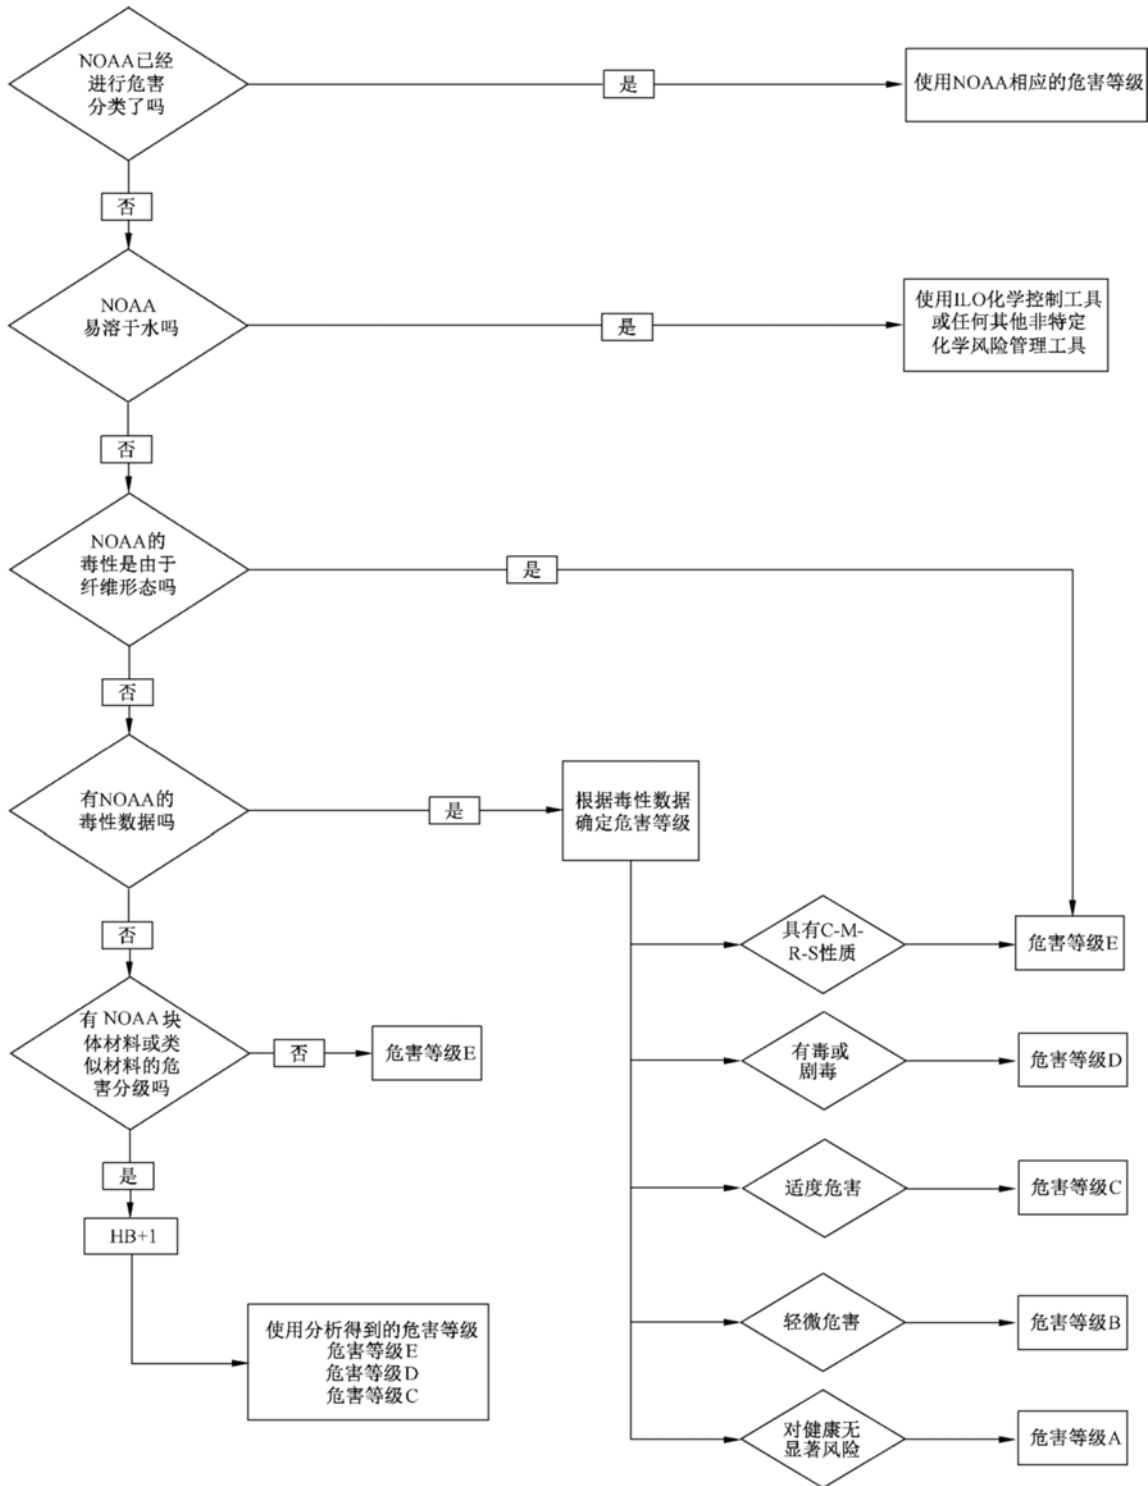 NOAA已经
进行危害
分类了吗
是
使用NOAA相应的危害等级
否
NOAA
易溶于水吗
是
使用ILO化学控制工具
或任何其他非特定
化学风险管理工具
否
NOAA的
毒性是由于
纤维形态吗
是
否
有NOAA的
毒性数据吗
是
根据毒性数据
确定危害等级
否
具有C-M-
R-S性质
危害等级E
有 NOAA 块
体材料或类
似材料的危
害分级吗
否
危害等级E
有毒或
剧毒
危害等级D
是
适度危害
危害等级C
HB+1
使用分析得到的危害等级
危害等级E
危害等级D
危害等级C
轻微危害
危害等级B
对健康无
显著风险
危害等级A